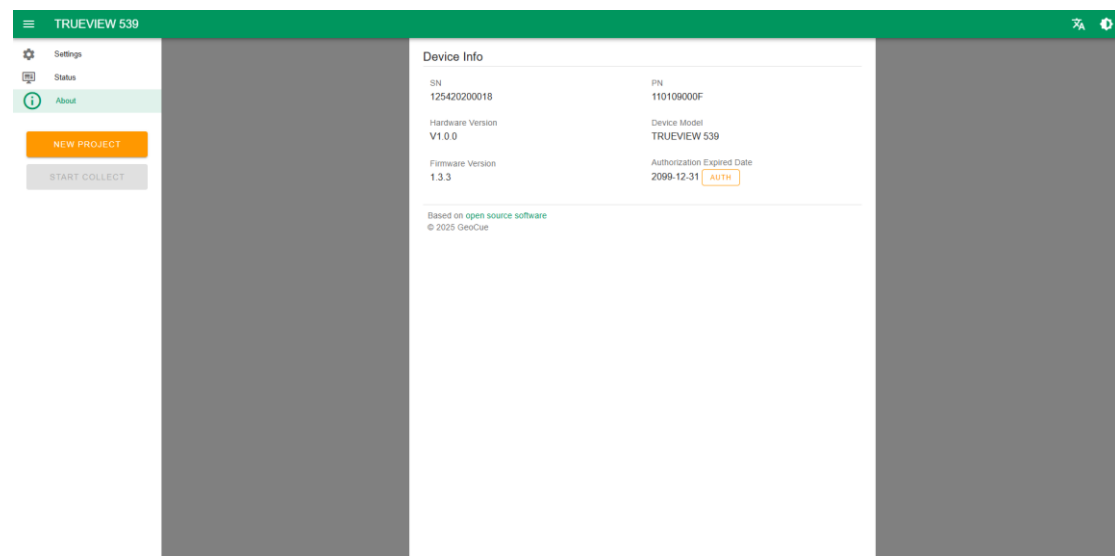 TRUEVIEW 539
Settings
Status
About
NEW PROJECT
START COLLECT
Device Info
SN
125420200018
PN
110109000F
Hardware Version
V1.0.0
Device Model
TRUEVIEW 539
Firmware Version
1.3.3
Authorization Expired Date
2099-12-31 AUTH
Based on open source software
© 2025 GeoCue